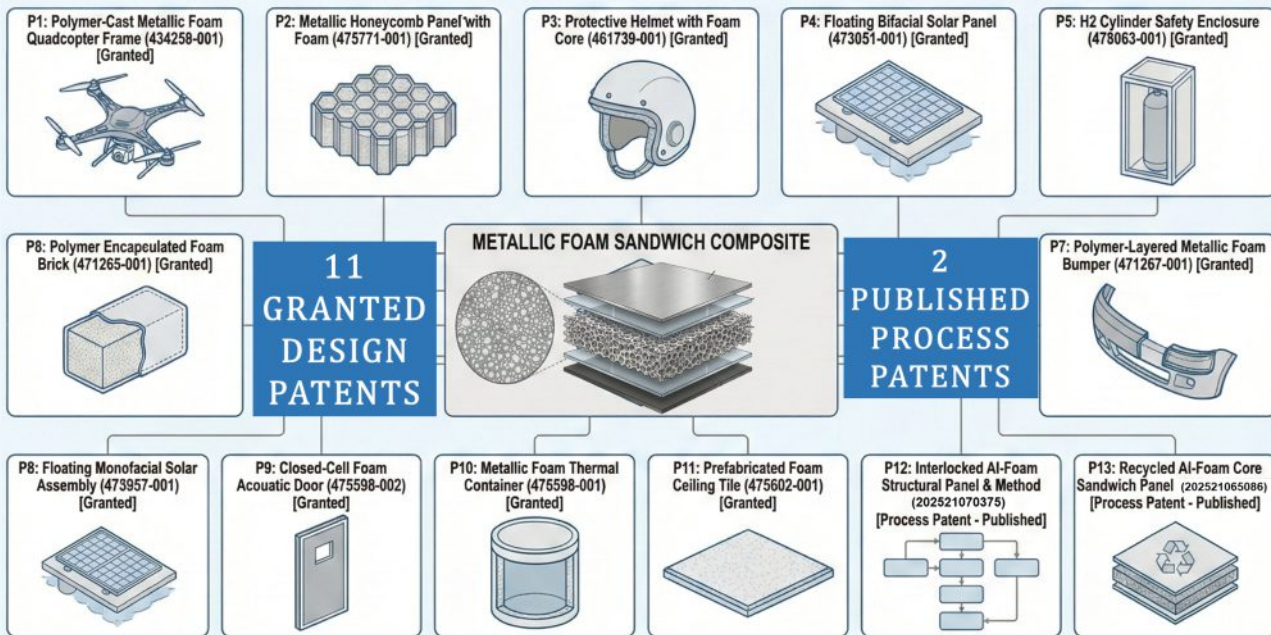 P1: Polymer-Cast Metallic Foam
Quadcopter Frame (434258-001)
[Granted]
P2: Metallic Honeycomb Panel with
Foam (475771-001) [Granted]
P3: Protective Helmet with Foam
Core (461739-001) [Granted]
P4: Floating Bifacial Solar Panel
(473051-001) [Granted]
P5: H2 Cylinder Safety Enclosure
(478063-001) [Granted]
P8: Polymer Encapeulated Foam
Brick (471265-001) [Granted]
11
GRANTED
DESIGN
PATENTS
METALLIC FOAM SANDWICH COMPOSITE
2
PUBLISHED
PROCESS
PATENTS
P7: Polymer-Layered Metallic Foam
Bumper (471267-001) [Granted]
P8: Floating Monofacial Solar
Assembly (473957-001)
[Granted]
P9: Closed-Cell Foam
Acouatic Door (475598-002)
[Granted]
P10: Metallic Foam Thermal
Container (475598-001)
[Granted]
P11: Prefabricated Foam
Ceiling Tile (475602-001)
[Granted]
P12: Interlocked Al-Foam
Structural Panel & Method
(202521070375)
[Process Patent - Published]
P13: Recycled Al-Foam Core
Sandwich Panel (202521065086)
[Process Patent - Published]